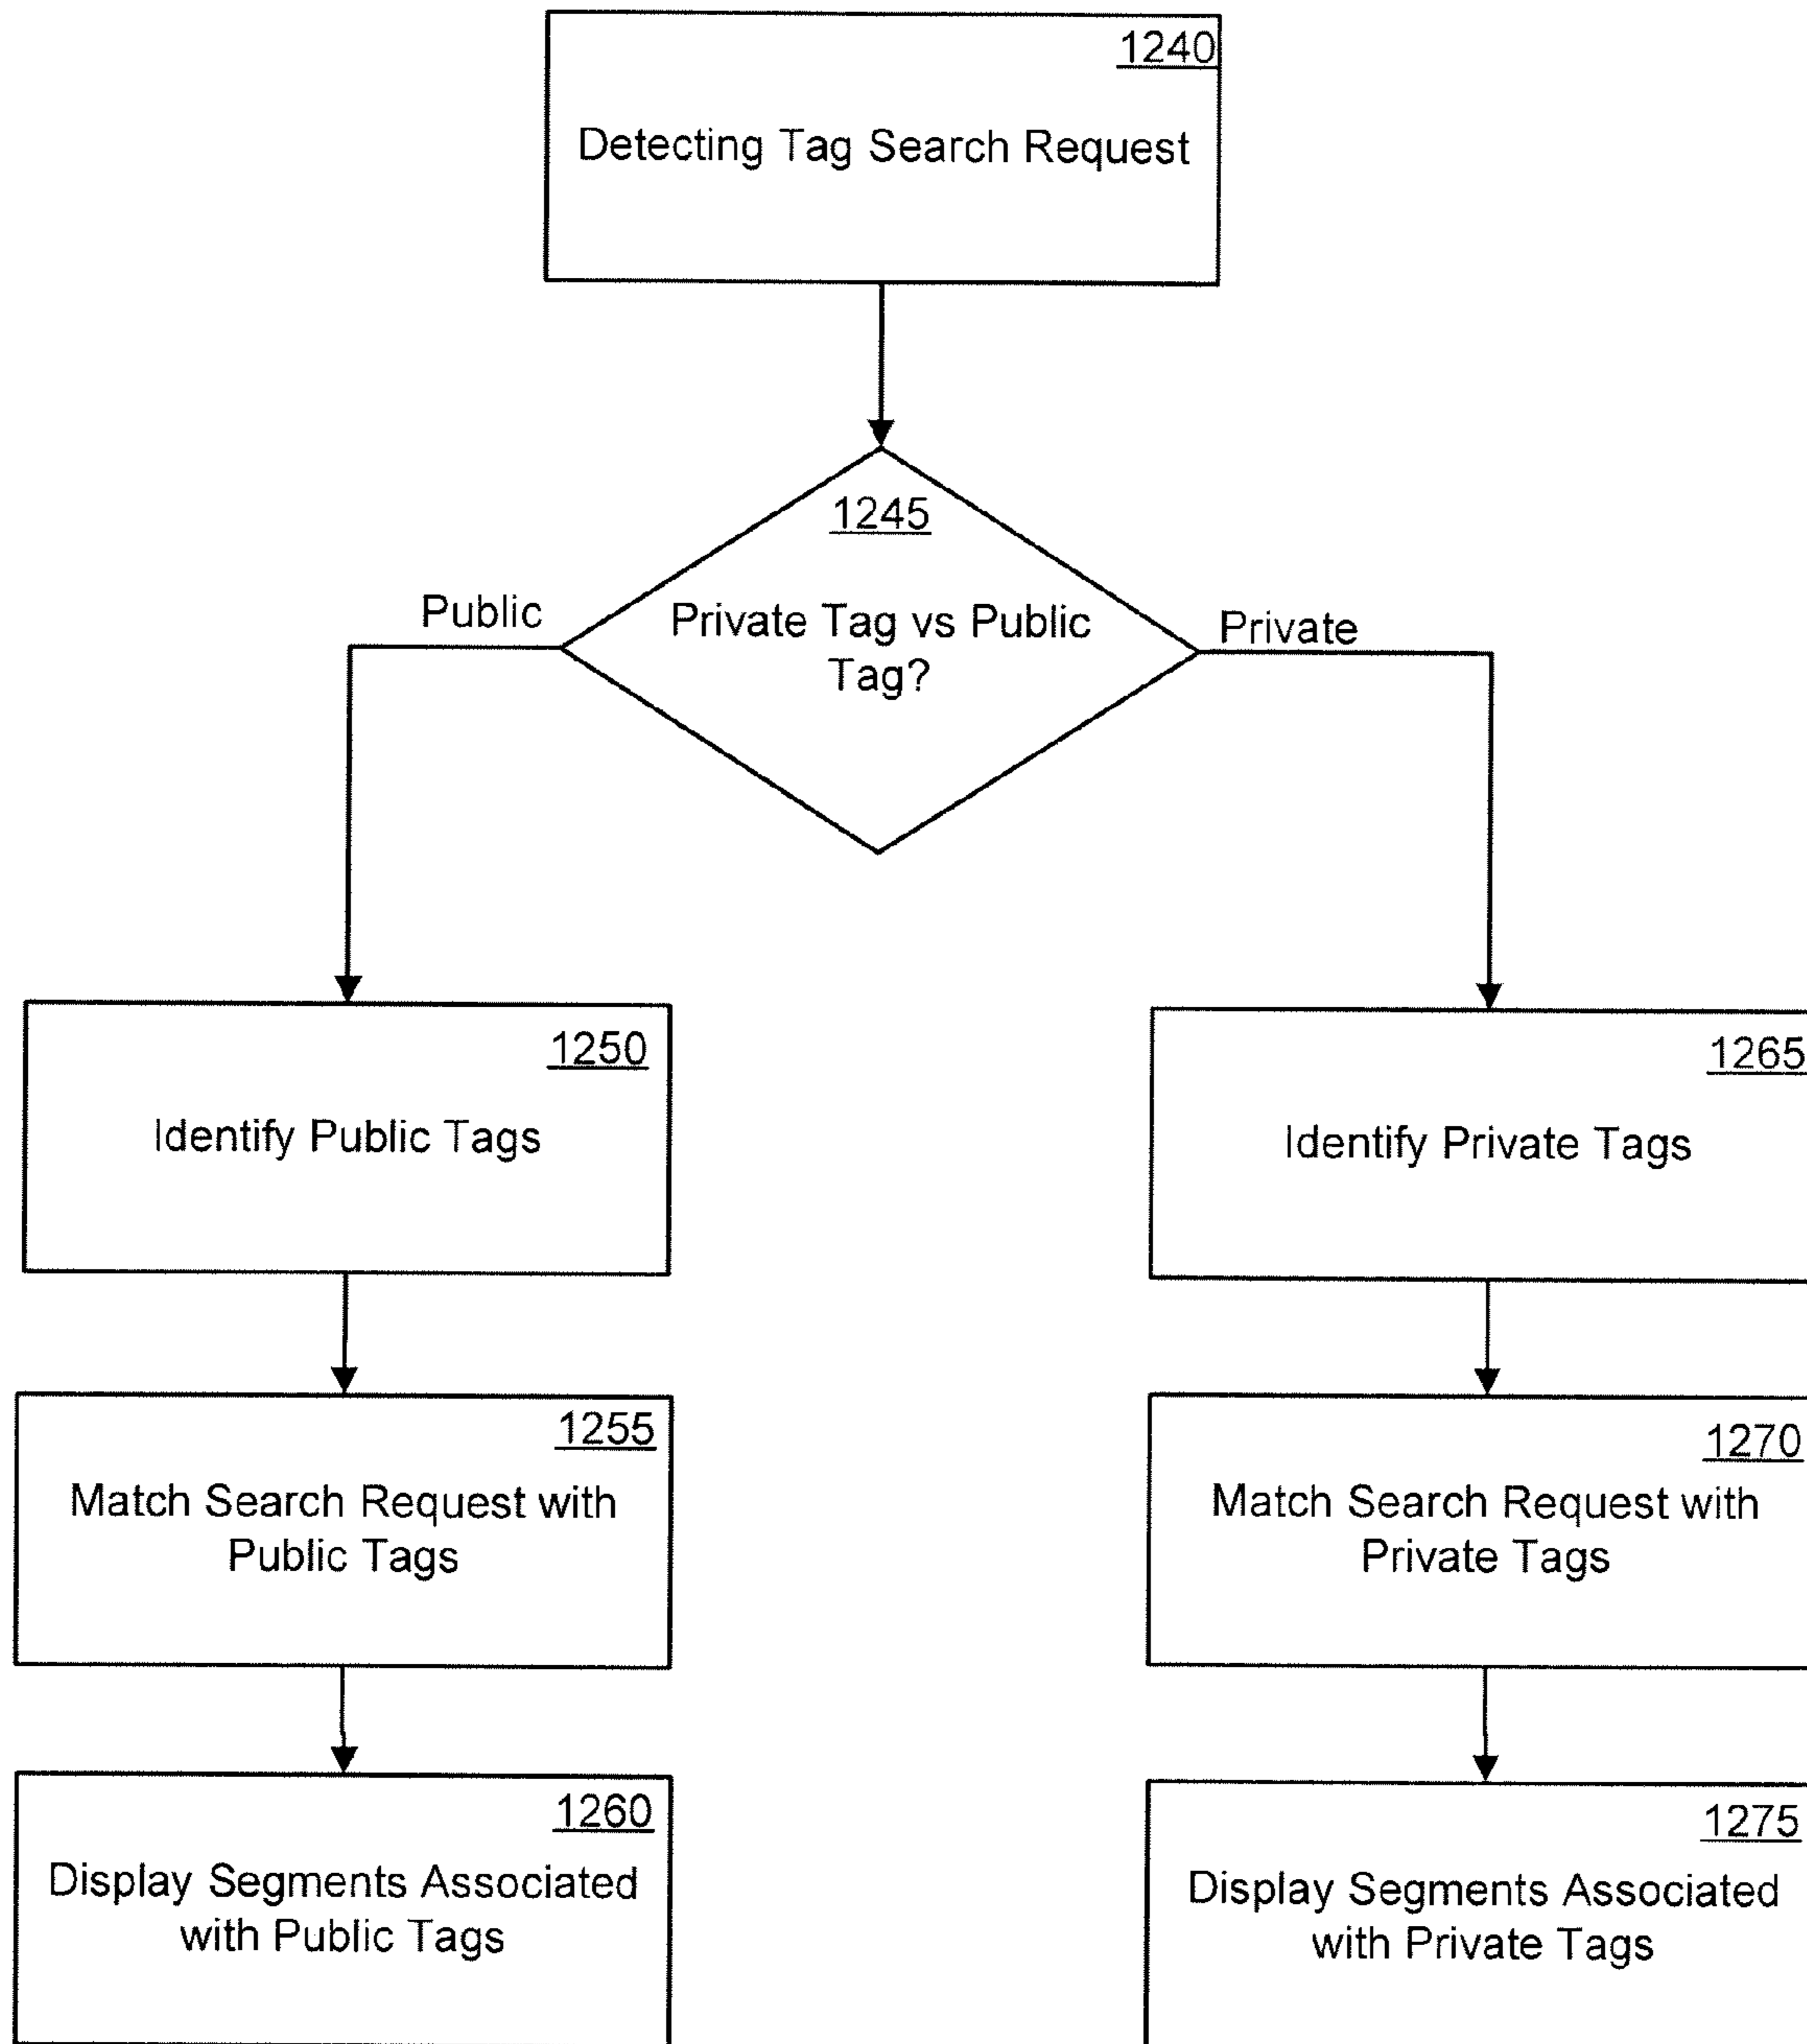 1240
Detecting Tag Search Request
1245
Public
Private Tag vs Public
Tag?
Private
1250
Identify Public Tags
1265
Identify Private Tags
1255
Match Search Request with
Public Tags
1270
Match Search Request with
Private Tags
1260
Display Segments Associated
with Public Tags
1275
Display Segments Associated
with Private Tags